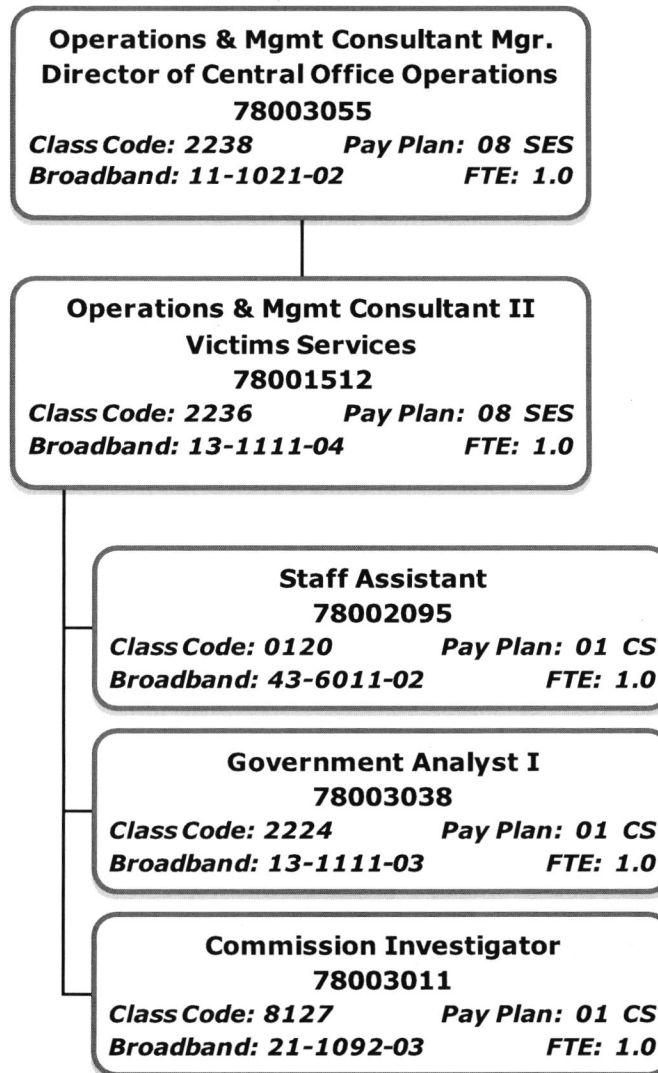 Operations & Mgmt Consultant Mgr.
Director of Central Office Operations
78003055
Class Code: 2238 Pay Plan: 08 SES
Broadband: 11-1021-02 FTE: 1.0
Operations & Mgmt Consultant II
Victims Services
78001512
Class Code: 2236 Pay Plan: 08 SES
Broadband: 13-1111-04 FTE: 1.0
Staff Assistant
78002095
Class Code: 0120 Pay Plan: 01 CS
Broadband: 43-6011-02 FTE: 1.0
Government Analyst I
78003038
Class Code: 2224 Pay Plan: 01 CS
Broadband: 13-1111-03 FTE: 1.0
Commission Investigator
78003011
Class Code: 8127 Pay Plan: 01 CS
Broadband: 21-1092-03 FTE: 1.0